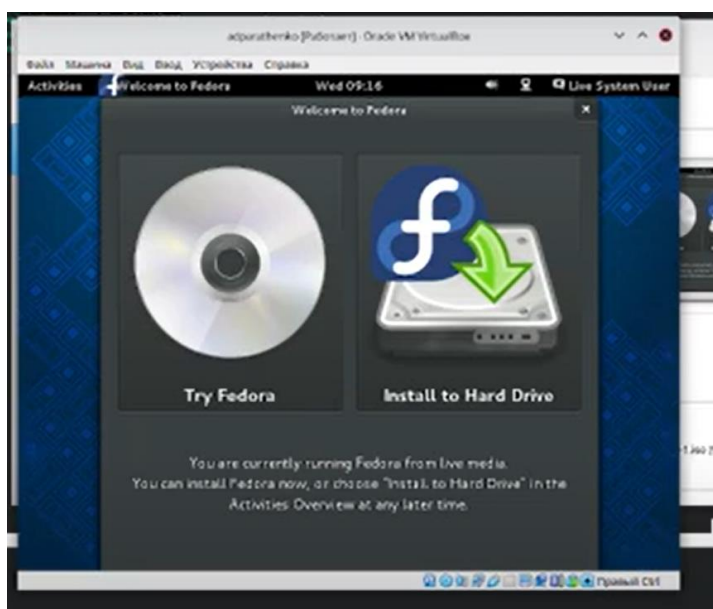 [Работает] - Oracle VM VirtualBox
Файл Машина Вид Ввод Устройства Справка
Activities Welcome to Fedora Wed 09:16 Live System User
Welcome to Fedora
Try Fedora
Install to Hard Drive
You are currently running Fedora from live media.
You can install Fedora now, or choose "Install to Hard Drive" in the
Activities Overview at any later time.
Правый Ctrl